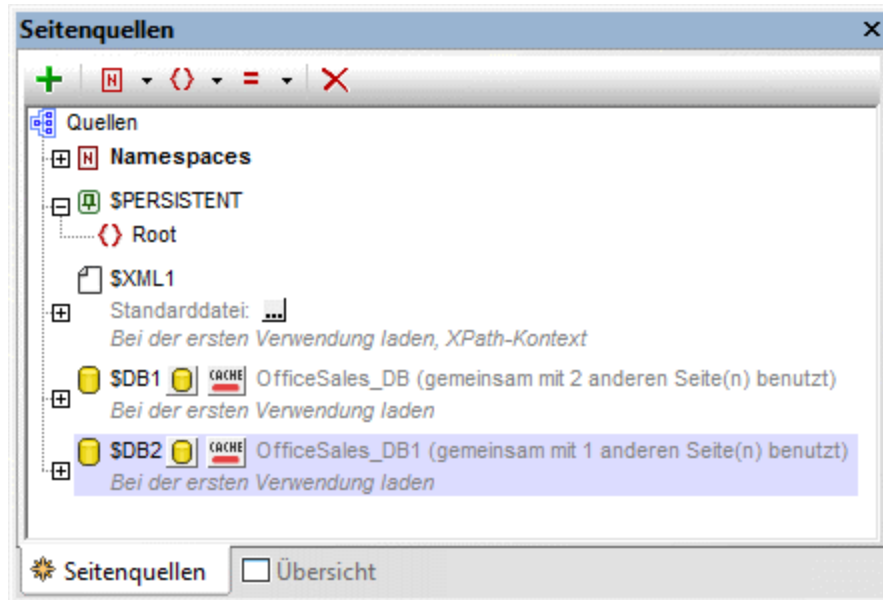 Seitenquellen
Quellen
Namespaces
$PERSISTENT
Root
$XML1
Standarddatei: ...
Bei der ersten Verwendung laden, XPath-Kontext
$DB1 CACHE OfficeSales_DB (gemeinsam mit 2 anderen Seite(n) benutzt)
Bei der ersten Verwendung laden
$DB2 CACHE OfficeSales_DB1 (gemeinsam mit 1 anderen Seite(n) benutzt)
Bei der ersten Verwendung laden
Seitenquellen Übersicht